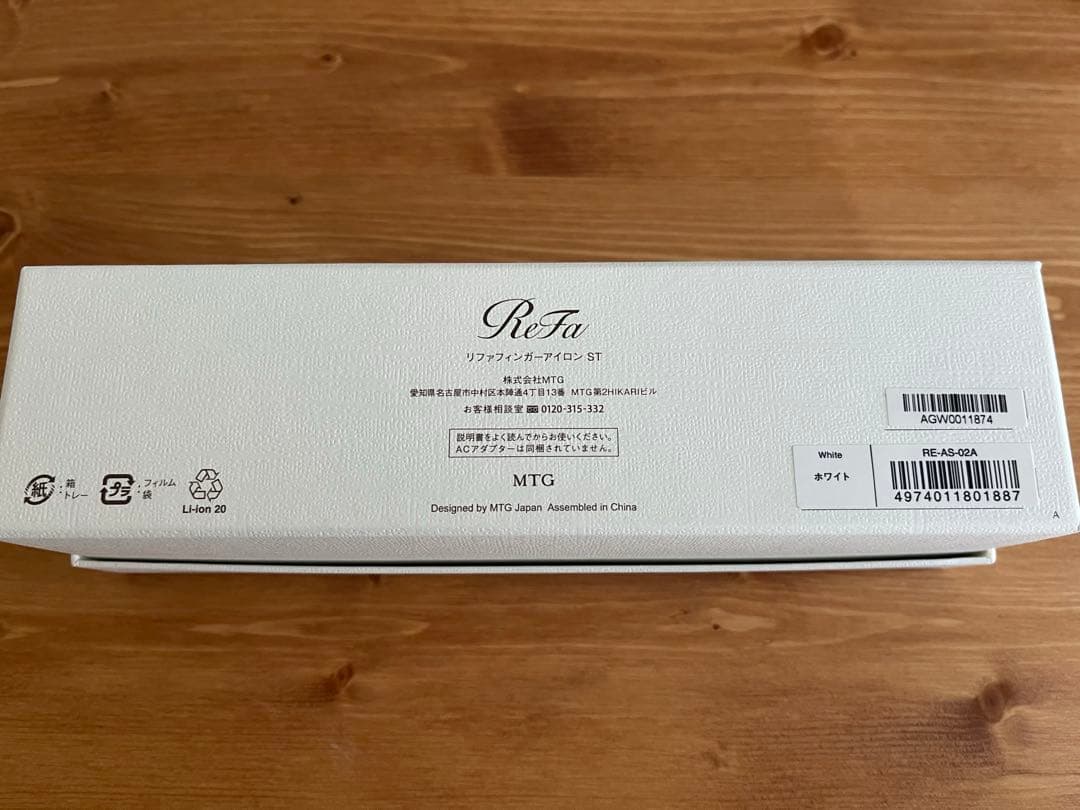 ReFa
リファフィンガーアイロン ST
株式会社MTG
愛知県名古屋市中村区本陣通4丁目13番 MTG第2HIKARIビル
お客様相談室 0120-315-332
説明書をよく読んでからお使いください。
ACアダプターは同梱されていません。
MTG
Designed by MTG Japan Assembled in China
紙 : 箱
トレー
プラ : フィルム
袋
Li-ion 20
AGW0011874
White
ホワイト
RE-AS-02A
4974011801887
A